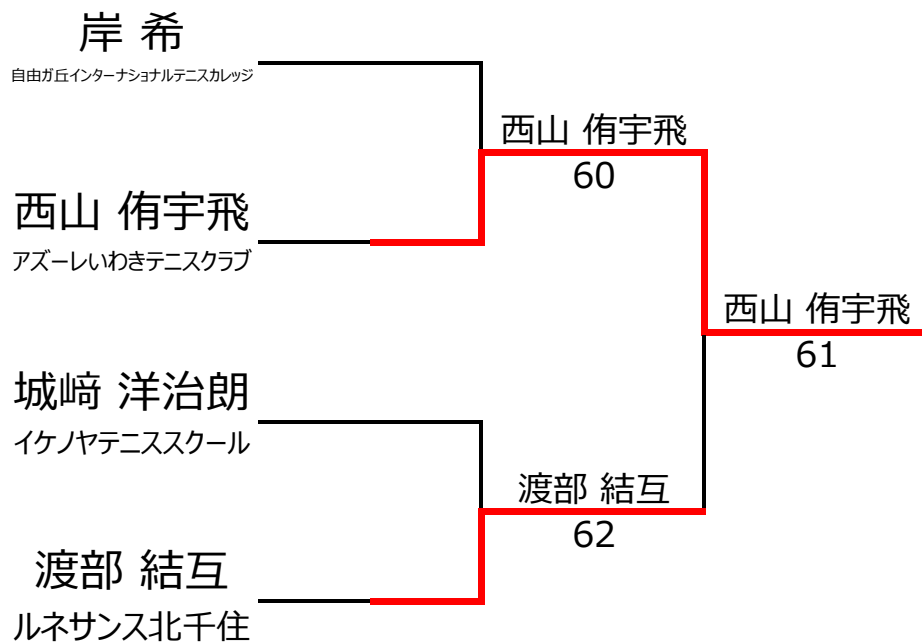 岸 希
自由ガ丘インターナショナルテニスカレッジ
西山 侑宇飛
60
西山 侑宇飛
アズーレいわきテニスクラブ
西山 侑宇飛
61
城﨑 洋治朗
イケノヤテニススクール
渡部 結互
62
渡部 結互
ルネサンス北千住